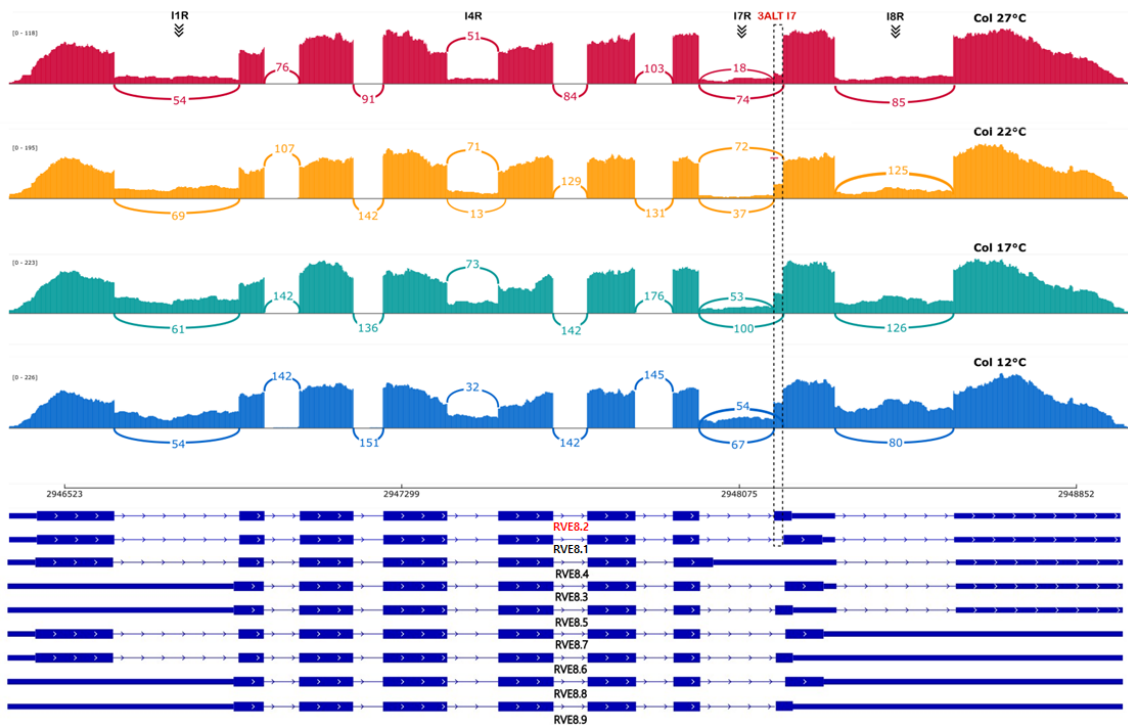 I1R I4R I7R 3ALT I7 I8R
Col 27°C
[0 - 118]
51
76 103 18
54 91 84 74 85
Col 22°C
[0 - 195]
107 71 72
129 125
69 142 13 131 37
Col 17°C
[0 - 223]
73
142 176 53
61 136 142 100 126
Col 12°C
[0 - 226]
142 32 145
54
54 151 142 67 80
2946523 2947299 2948075 2948852
RVE8.2
RVE8.1
RVE8.4
RVE8.3
RVE8.5
RVE8.7
RVE8.6
RVE8.8
RVE8.9